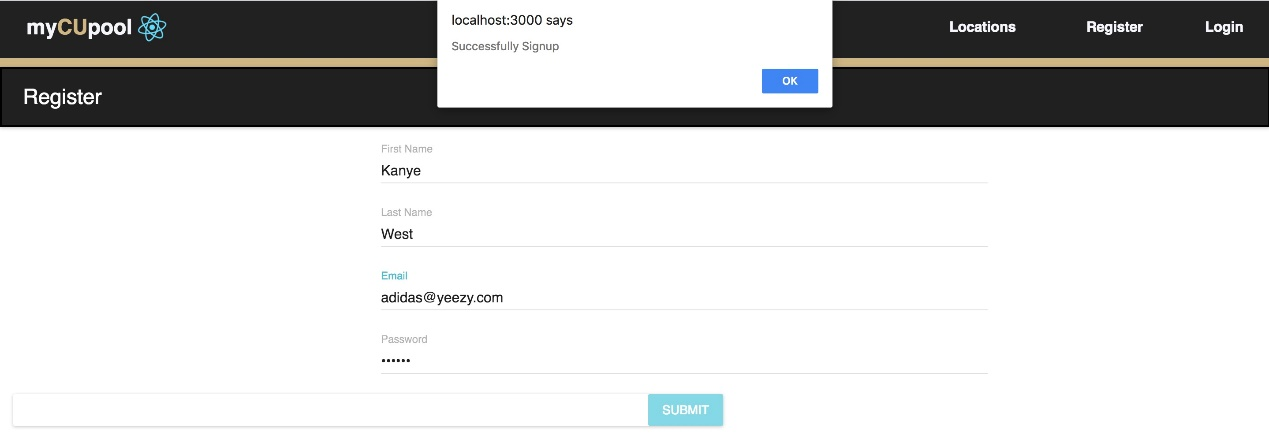 myCUpool
Locations
Register
Login
localhost:3000 says
Successfully Signup
OK
Register
First Name
Kanye
Last Name
West
Email
adidas@yeezy.com
Password
••••••
SUBMIT